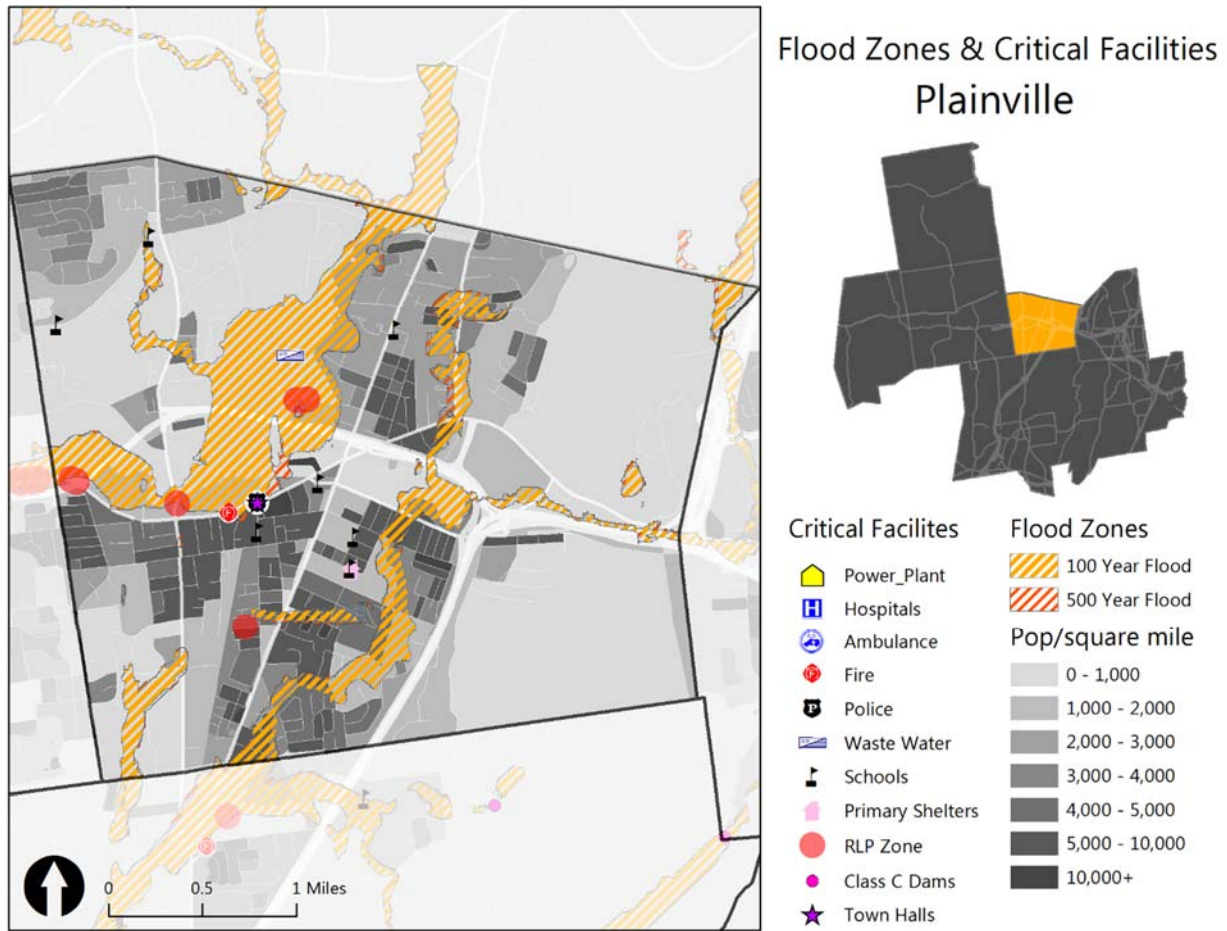 Flood Zones & Critical Facilities
Plainville
Critical Facilites
Power_Plant
Hospitals
Ambulance
Fire
Police
Waste Water
Schools
Primary Shelters
RLP Zone
Class C Dams
Town Halls
Flood Zones
100 Year Flood
500 Year Flood
Pop/square mile
0 - 1,000
1,000 - 2,000
2,000 - 3,000
3,000 - 4,000
4,000 - 5,000
5,000 - 10,000
10,000+
0 0.5 1 Miles